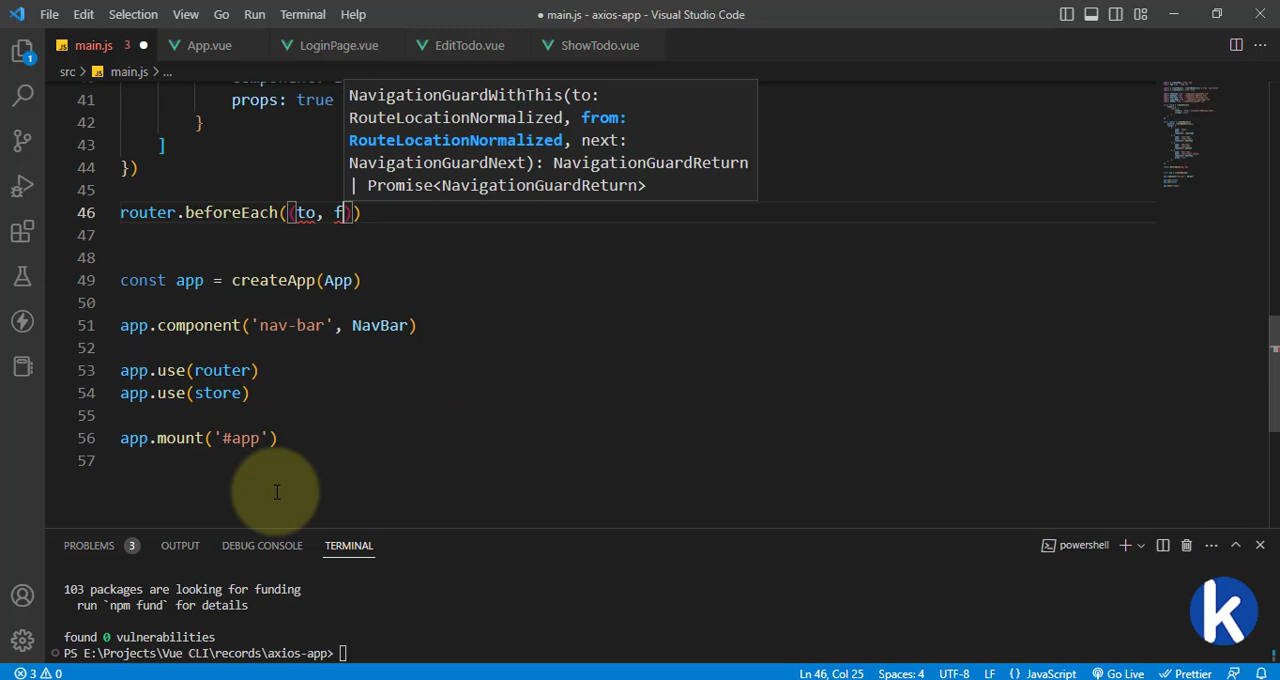 File Edit Selection View Go Run Terminal Help ● main.js - axios-app - Visual Studio Code
JS main.js 3 ● App.vue LoginPage.vue EditTodo.vue ShowTodo.vue
src > JS main.js > ...
NavigationGuardWithThis(to:
41 props: true RouteLocationNormalized, from:
42 } RouteLocationNormalized, next:
43 ] NavigationGuardNext): NavigationGuardReturn
44 }) | Promise<NavigationGuardReturn>
45
46 router.beforeEach((to, f))
47
48
49 const app = createApp(App)
50
51 app.component('nav-bar', NavBar)
52
53 app.use(router)
54 app.use(store)
55
56 app.mount('#app')
57
PROBLEMS 3 OUTPUT DEBUG CONSOLE TERMINAL powershell
103 packages are looking for funding
run `npm fund` for details
found 0 vulnerabilities
PS E:\Projects\Vue CLI\records\axios-app>
k
1
3 0 Ln 46, Col 25 Spaces: 4 UTF-8 LF {} JavaScript Go Live Prettier